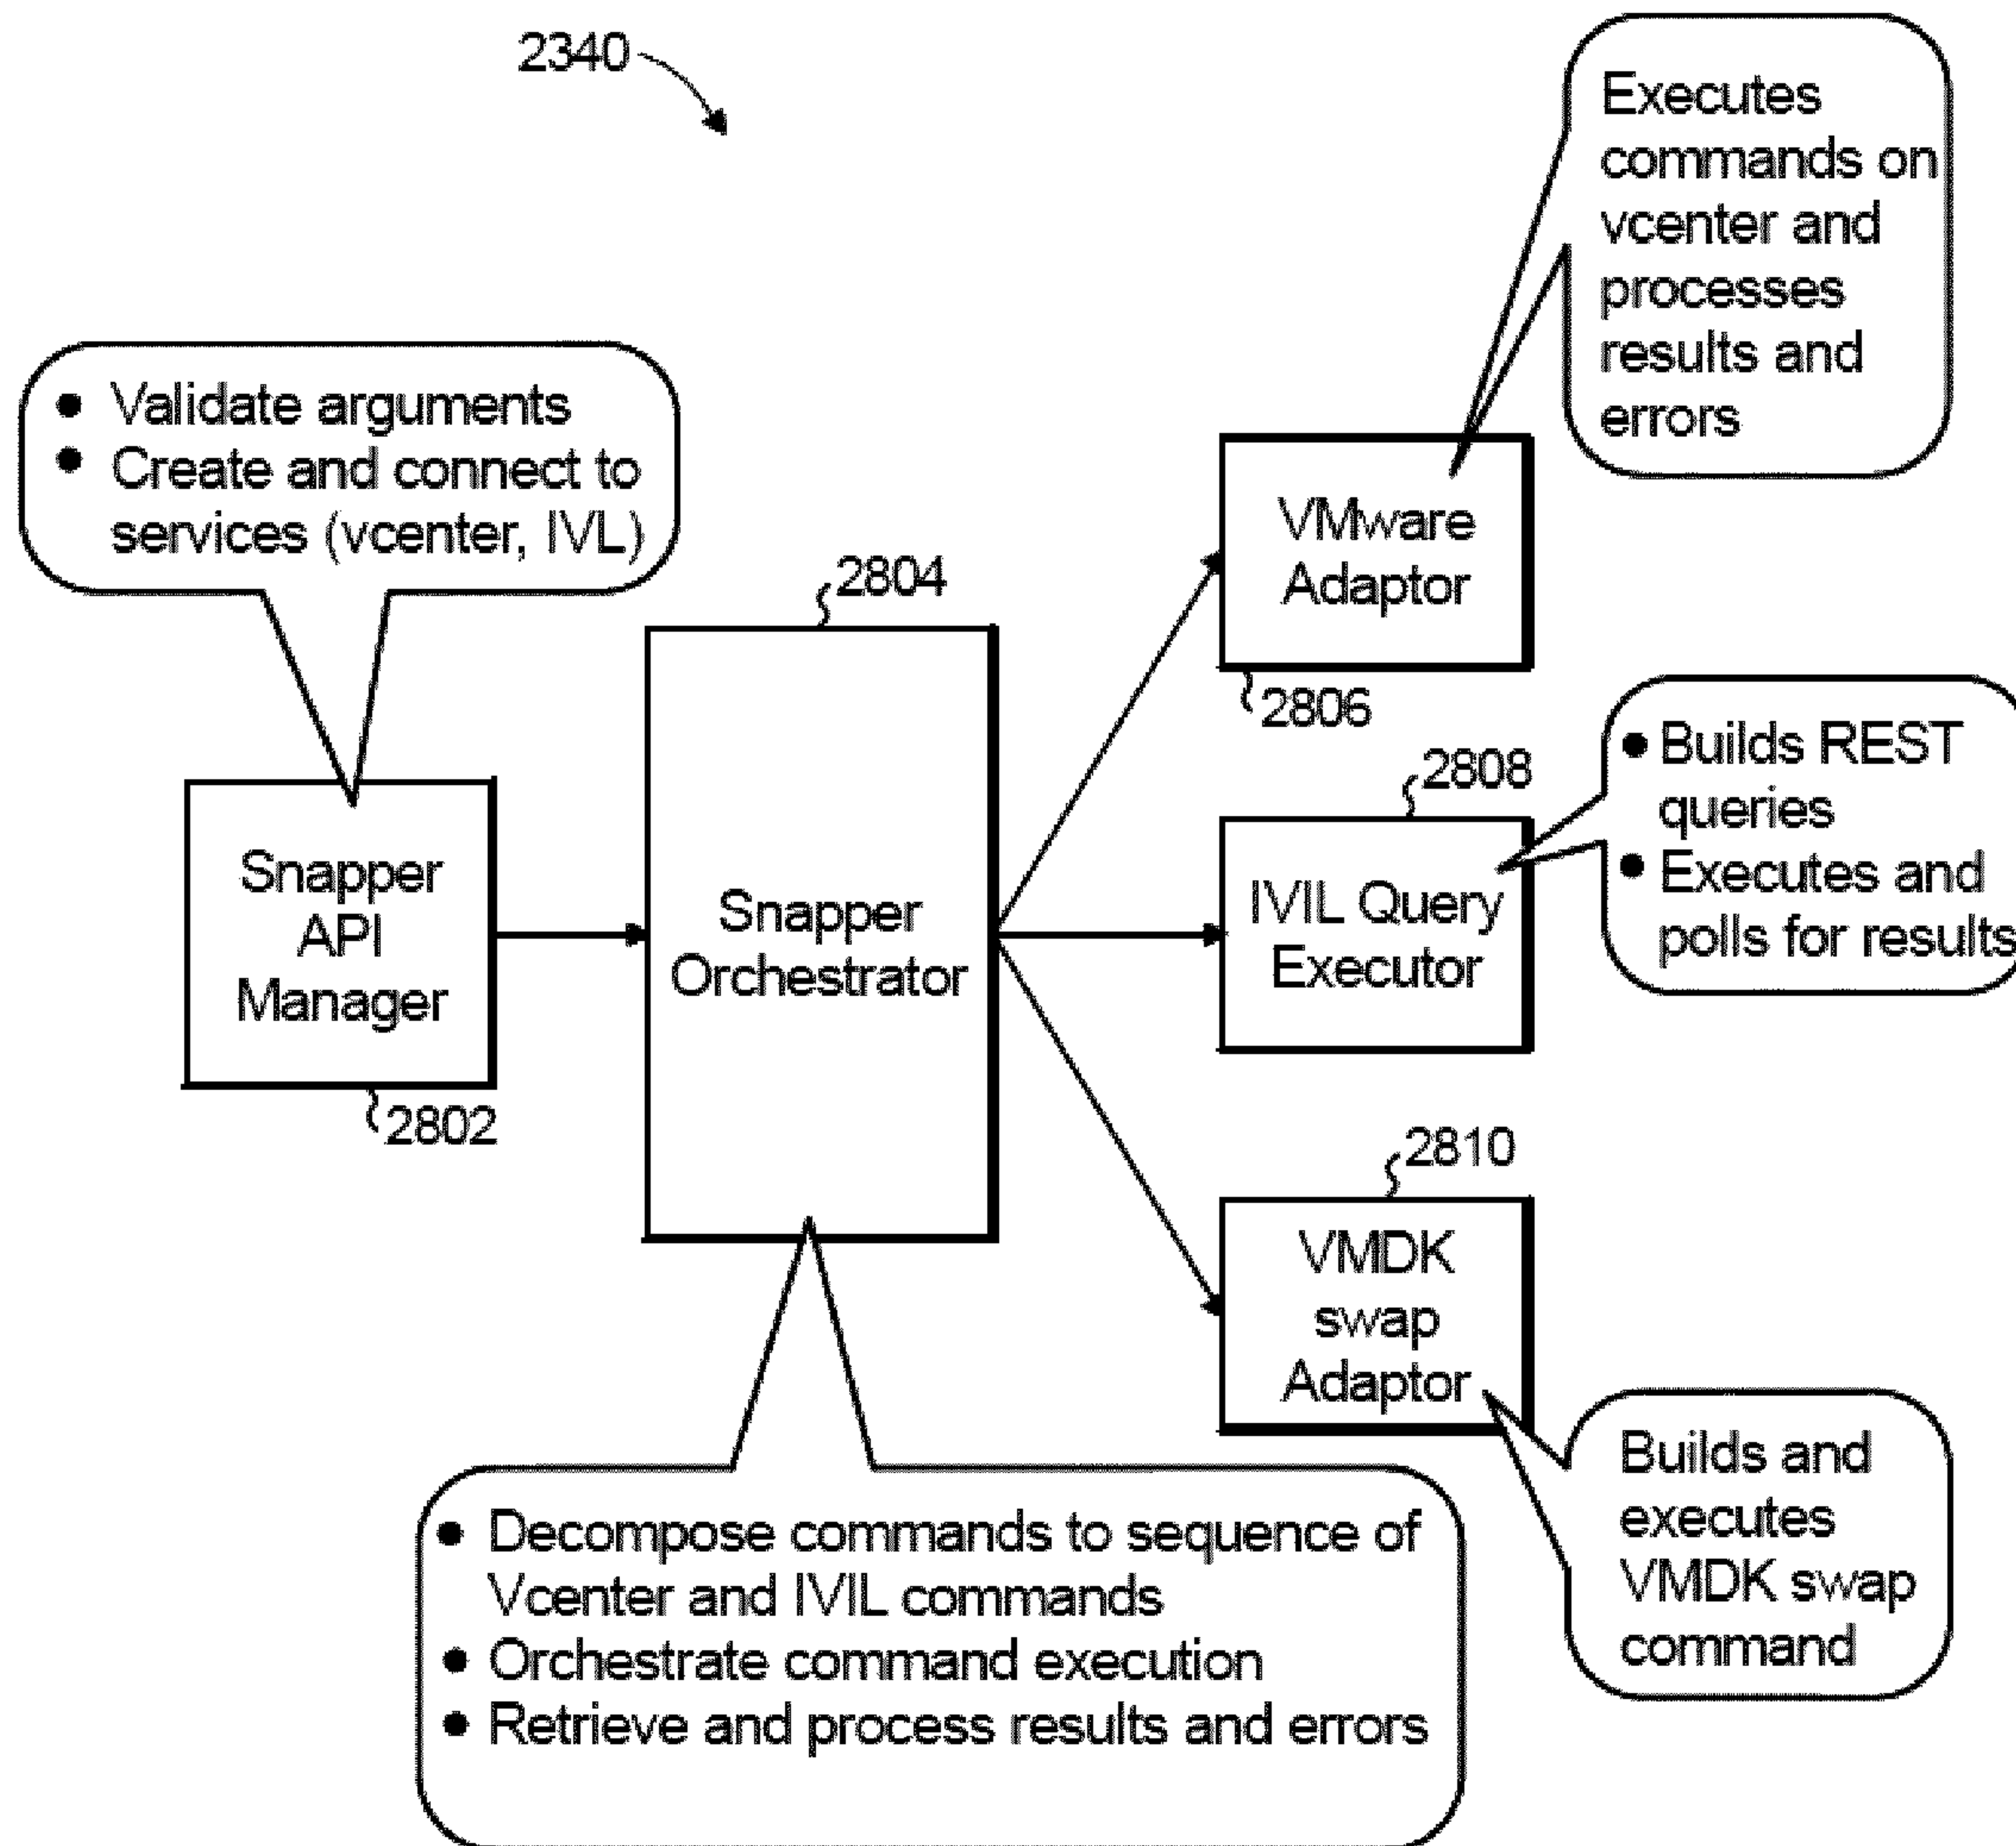 2340
Executes
commands on
vcenter and
processes
results and
errors
● Validate arguments
● Create and connect to
services (vcenter, IVL)
2804
VMware
Adaptor
2806
● Builds REST
queries
● Executes and
polls for results
2808
Snapper
API
Manager
Snapper
Orchestrator
IVIL Query
Executor
2802
2810
VMDK
swap
Adaptor
Builds and
executes
VMDK swap
command
● Decompose commands to sequence of
Vcenter and IVIL commands
● Orchestrate command execution
● Retrieve and process results and errors